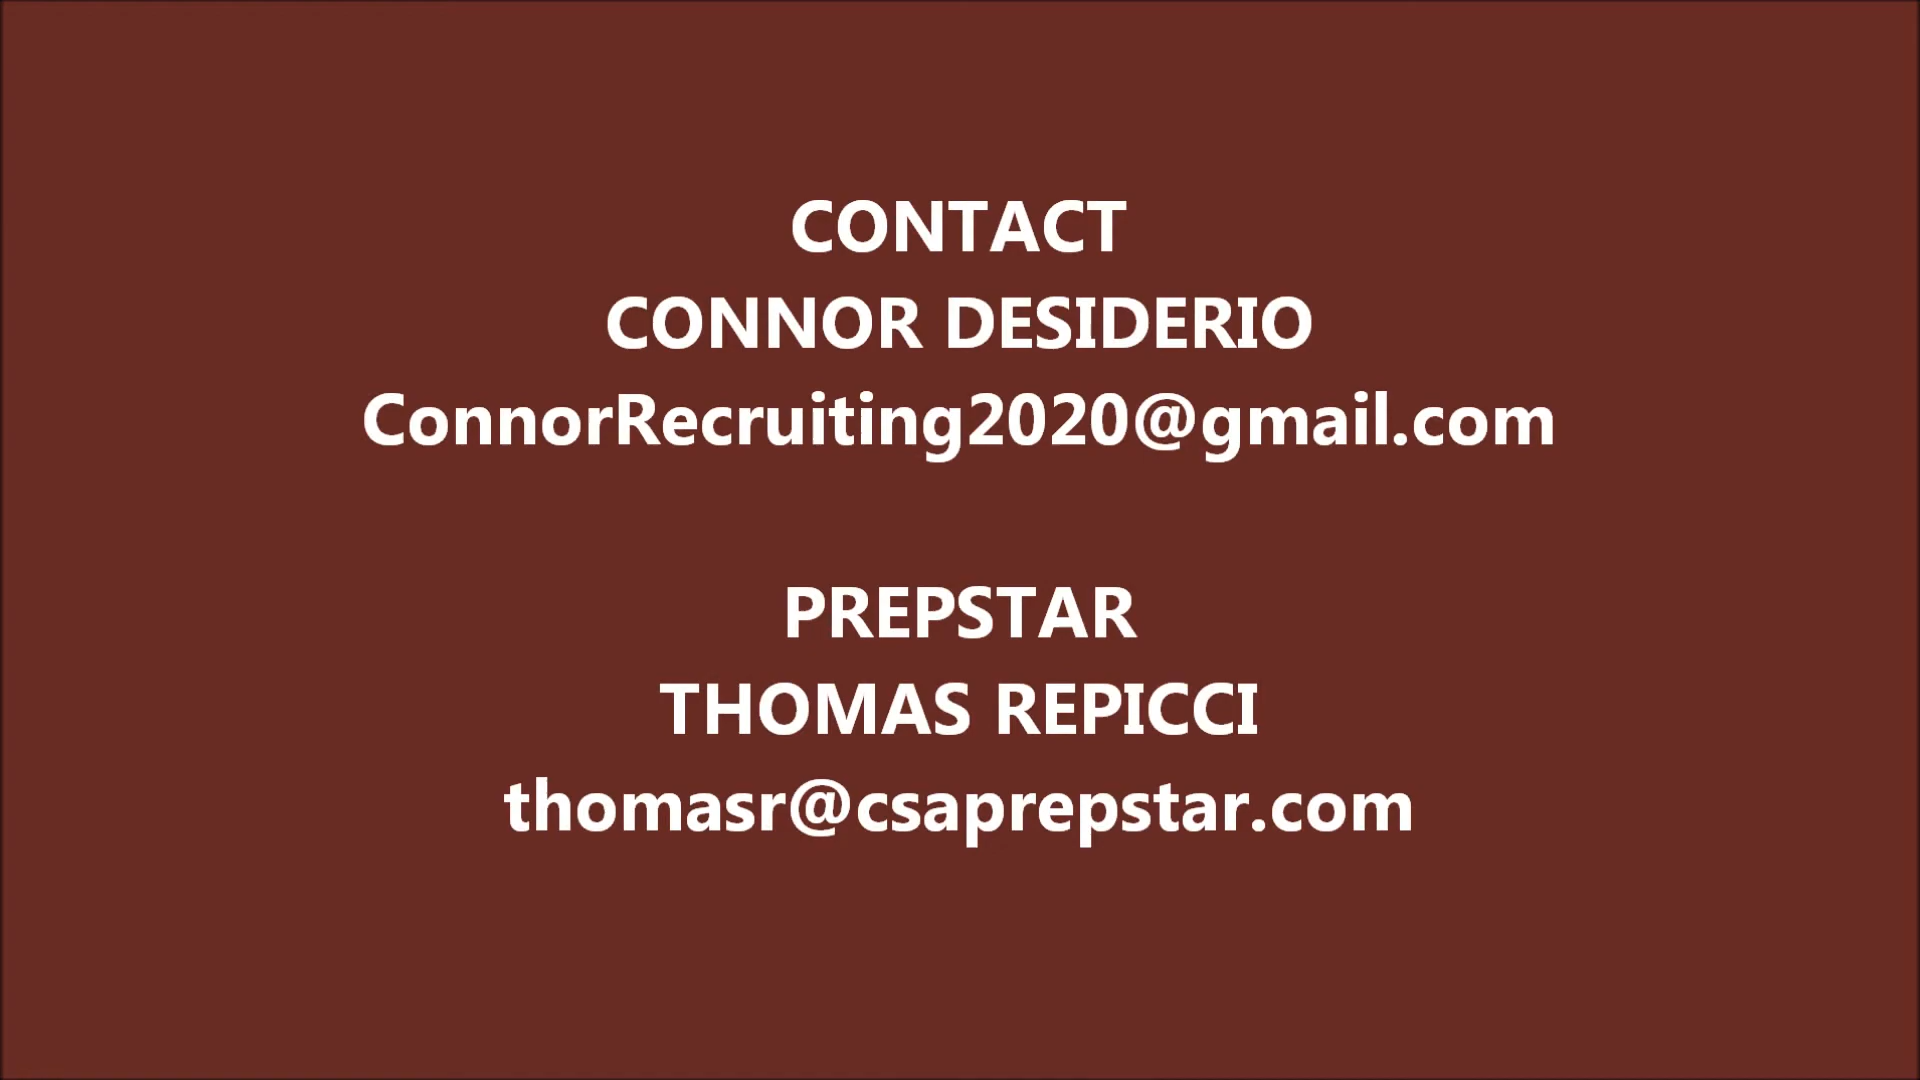 CONTACT
CONNOR DESIDERIO
ConnorRecruiting2020@gmail.com
PREPSTAR
THOMAS REPICCI
thomasr@csaprepstar.com